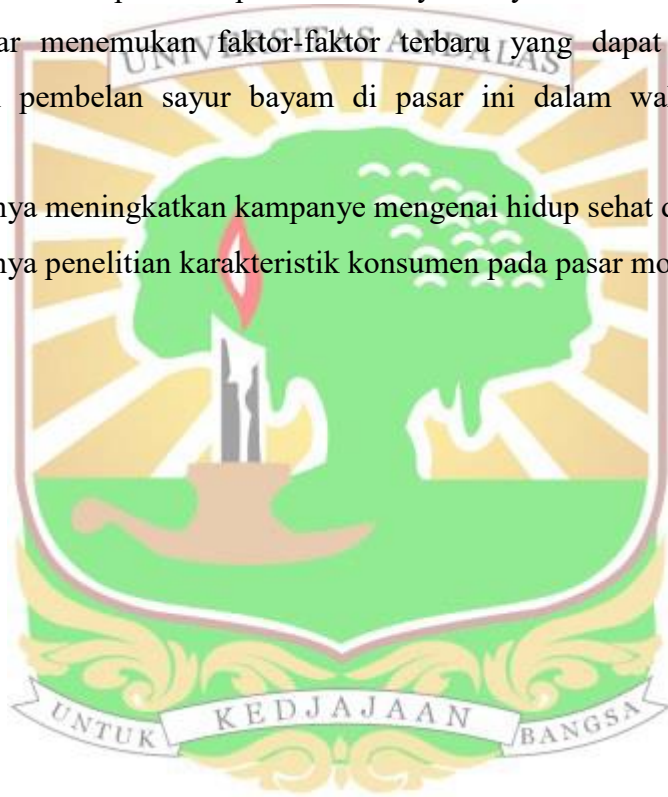 ar menemukan faktor-faktor terbaru yang dapat
UNIVERSITAS ANDALAS
pembelan sayur bayam di pasar ini dalam wa
nya meningkatkan kampanye mengenai hidup sehat d
nya penelitian karakteristik konsumen pada pasar mo
UNTUK KEDJAJAAN BANGSA